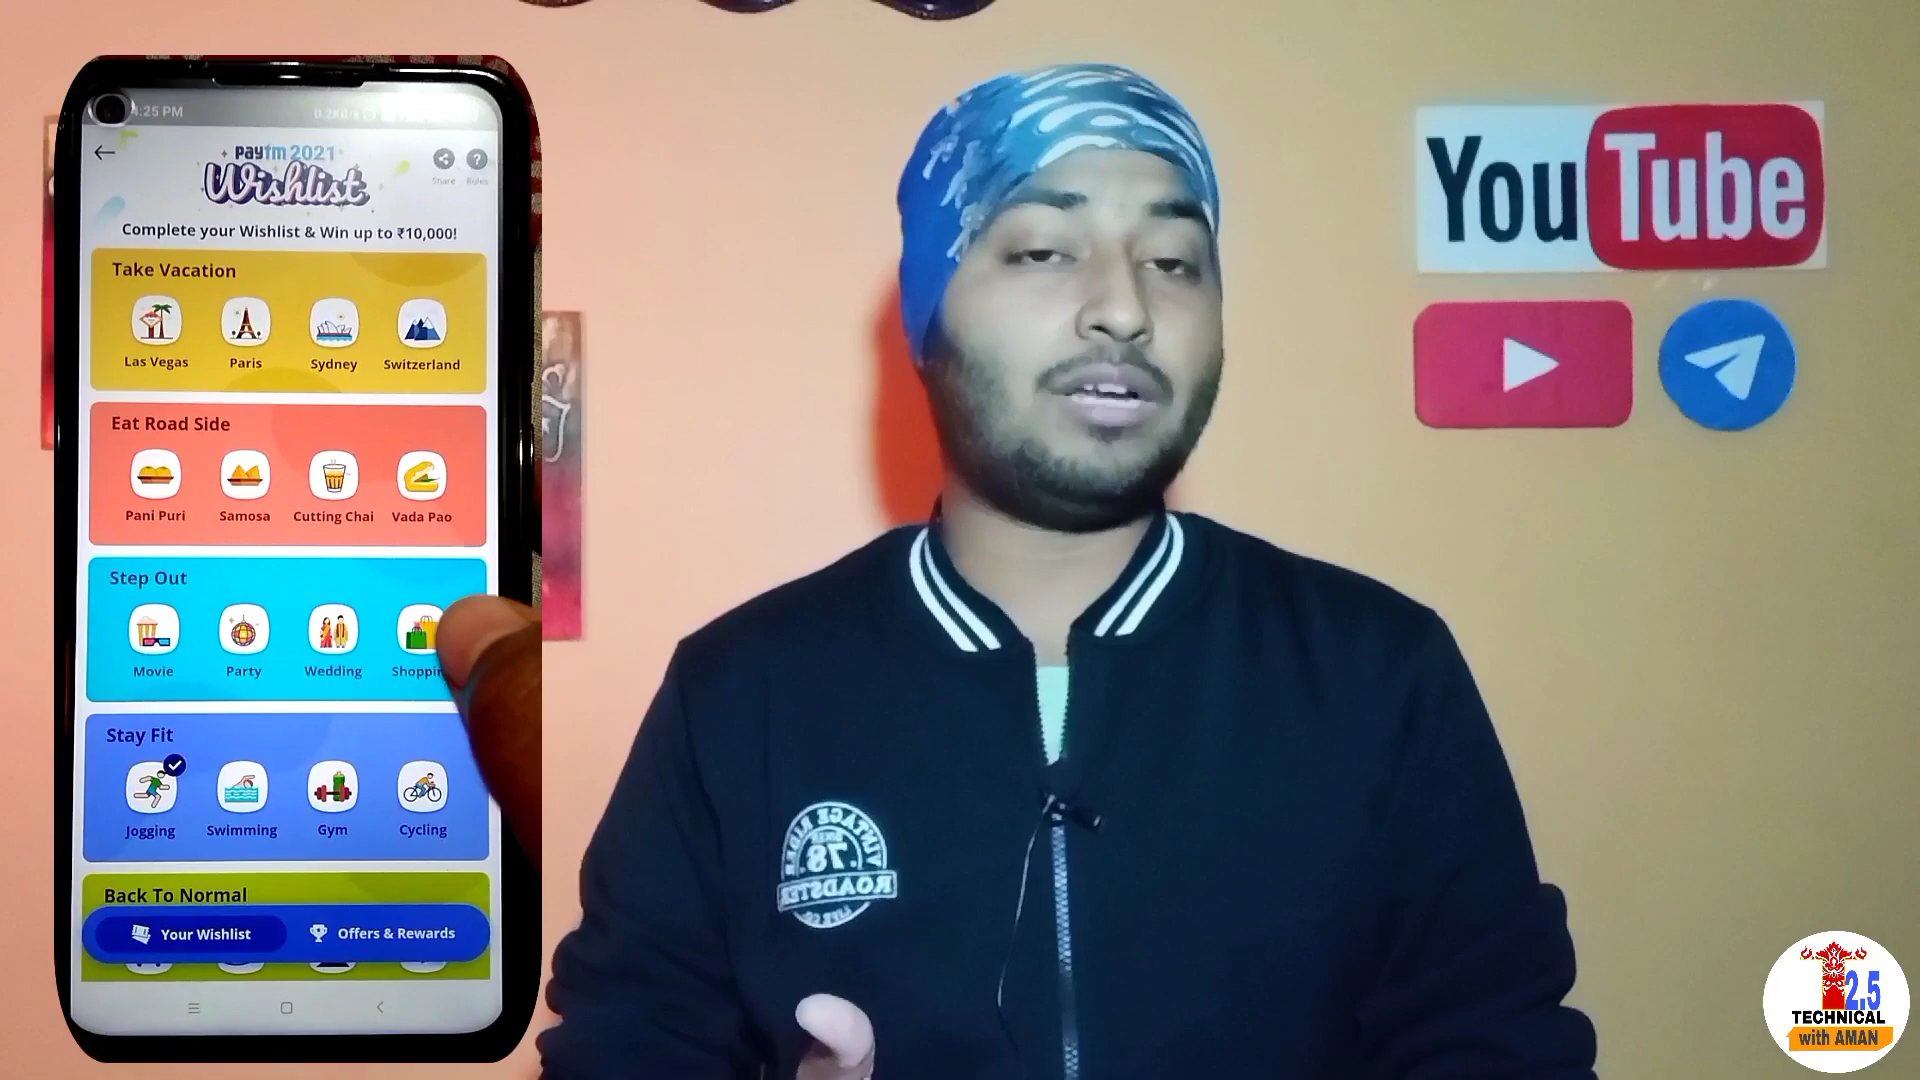 4:25 PM
paytm 2021
Wishlist
Share
Rules
Complete your Wishlist & Win up to ₹10,000!
Take Vacation
Las Vegas
Paris
Sydney
Switzerland
Eat Road Side
Pani Puri
Samosa
Cutting Chai
Vada Pao
Step Out
Movie
Party
Wedding
Shoppin
Stay Fit
Jogging
Swimming
Gym
Cycling
Back To Normal
Your Wishlist
Offers & Rewards
YouTube
VINTAGE RIDER
78
ROADSTER
2.5
TECHNICAL
with AMAN